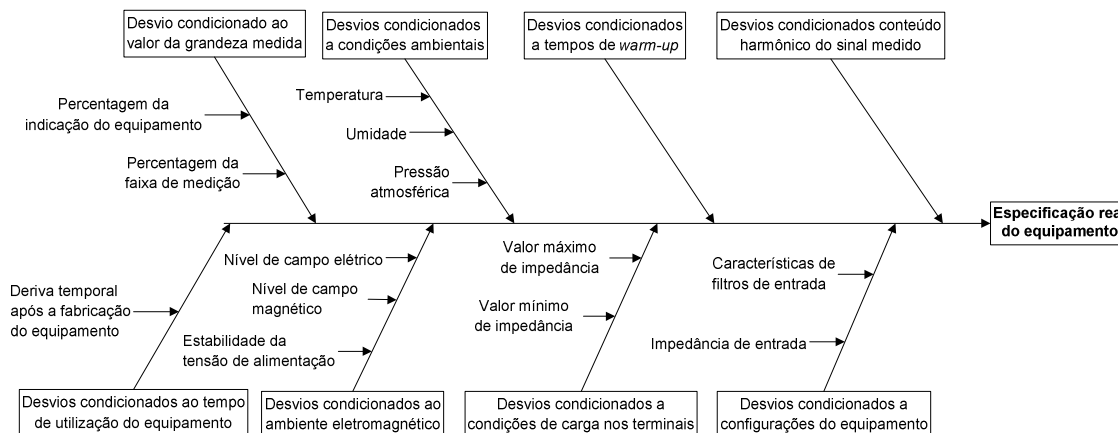 Desvio condicionado ao
valor da grandeza medida
Desvios condicionados
a condições ambientais
Desvios condicionados
a tempos de warm-up
Desvios condicionados conteúdo
harmônico do sinal medido
Percentagem da
indicação do equipamento
Percentagem da
faixa de medição
Temperatura
Umidade
Pressão
atmosférica
Especificação rea
do equipamento
Deriva temporal
após a fabricação
do equipamento
Nível de campo elétrico
Nível de campo
magnético
Estabilidade da
tensão de alimentação
Valor máximo
de impedância
Valor mínimo
de impedância
Características de
filtros de entrada
Impedância de entrada
Desvios condicionados ao tempo
de utilização do equipamento
Desvios condicionados ao
ambiente eletromagnético
Desvios condicionados a
condições de carga nos terminais
Desvios condicionados a
configurações do equipamento